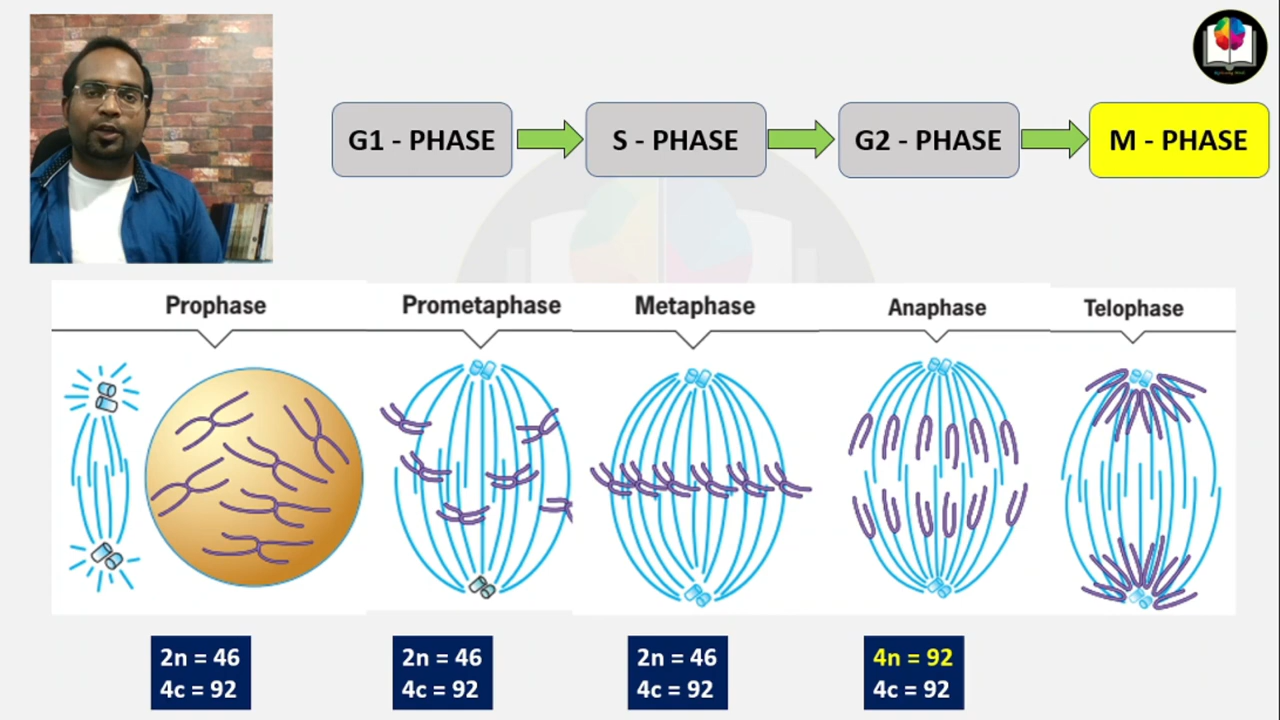 G1 - PHASE
S - PHASE
G2 - PHASE
M - PHASE
Prophase
Prometaphase
Metaphase
Anaphase
Telophase
2n = 46
4c = 92
2n = 46
4c = 92
2n = 46
4c = 92
4n = 92
4c = 92